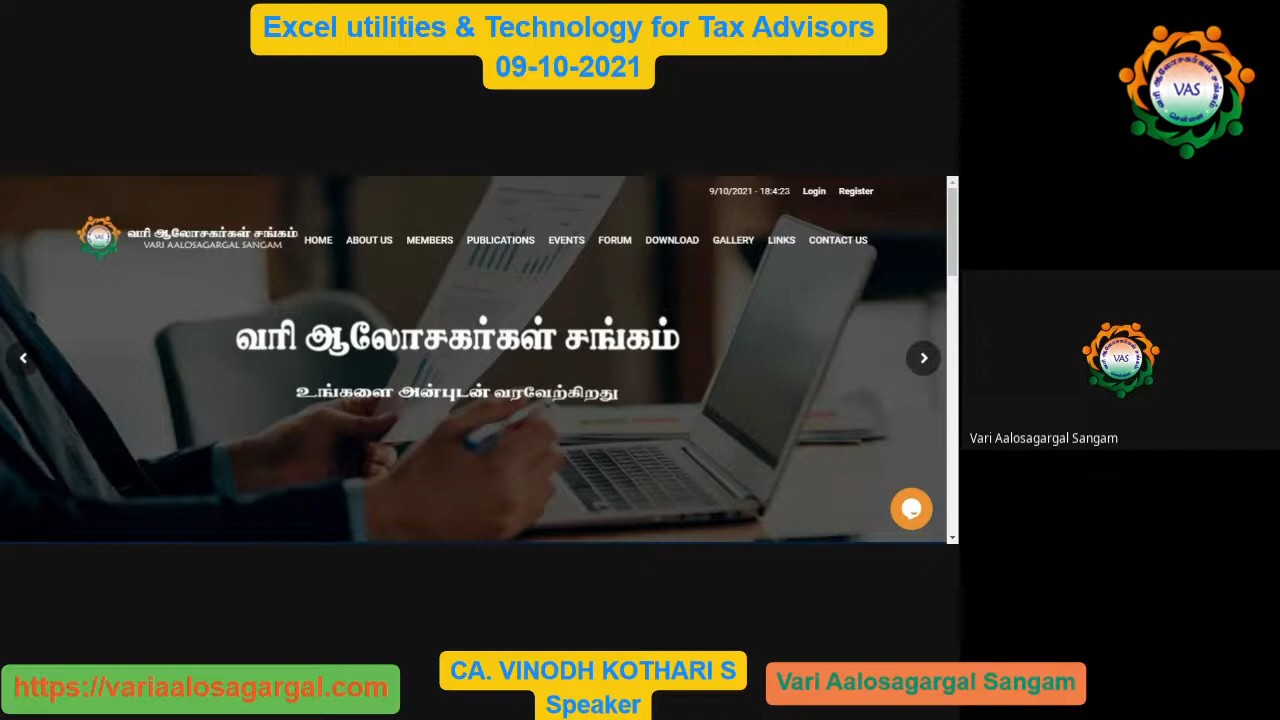 Excel utilities & Technology for Tax Advisors
09-10-2021
VAS
9/10/2021 - 18:4:23 Login Register
வரி ஆலோசகர்கள் சங்கம்
VARI AALOSAGARGAL SANGAM
HOME ABOUT US MEMBERS PUBLICATIONS EVENTS FORUM DOWNLOAD GALLERY LINKS CONTACT US
வரி ஆலோசகர்கள் சங்கம்
உங்களை அன்புடன் வரவேற்கிறது
VAS
Vari Aalosagargal Sangam
https://variaalosagargal.com
CA. VINODH KOTHARI S
Speaker
Vari Aalosagargal Sangam